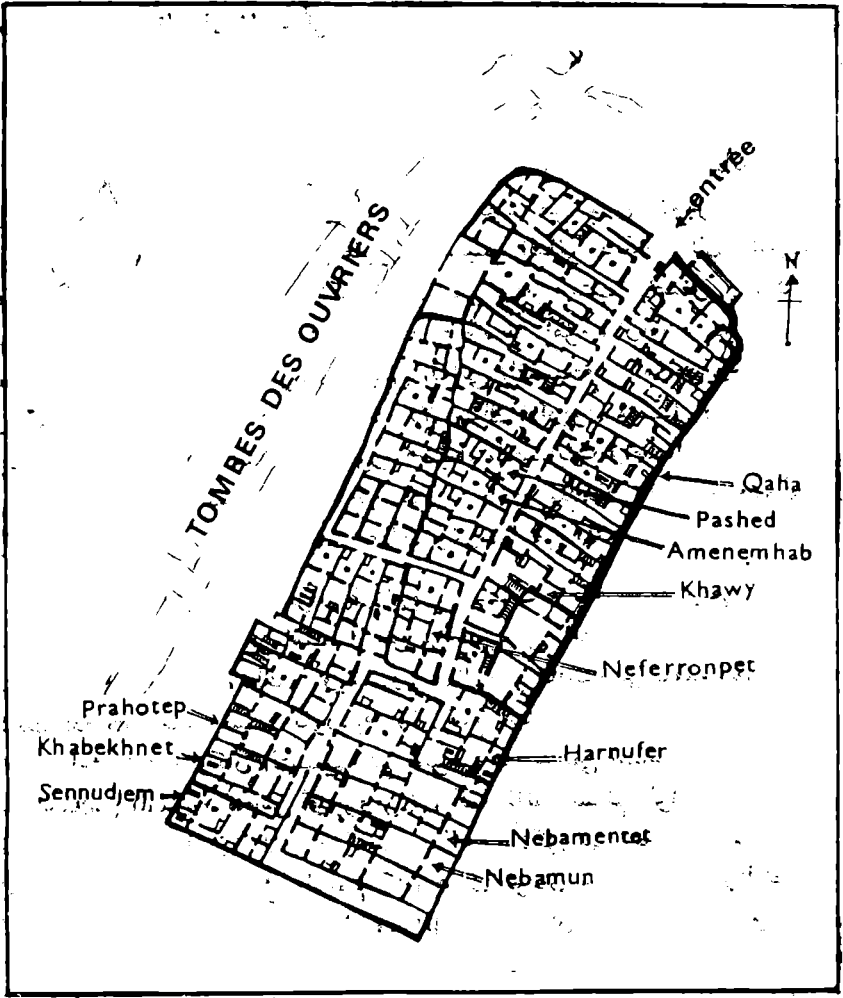 entrée
N
TOMBES DES OUVRIERS
Qaha
Pashed
Amenemhab
Khawy
Neferronpet
Prahotep
Khabekhnet
Harnufer
Sennudjem
Nebamentet
Nebamun